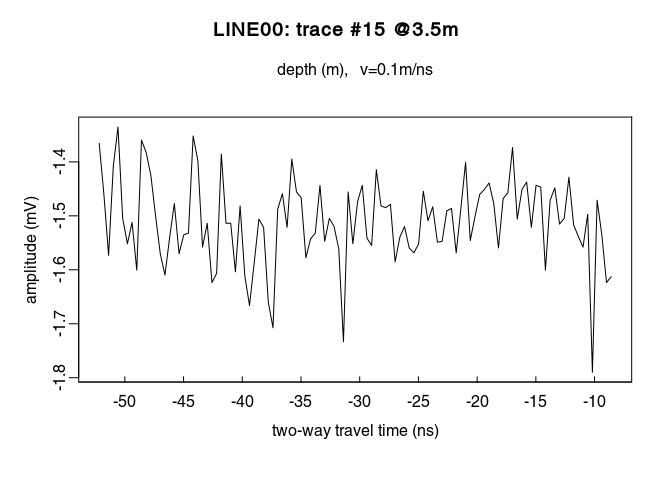 LINE00: trace #15 @3.5m
depth (m), v=0.1m/ns
amplitude (mV)
-1.4
-1.5
-1.6
-1.7
-1.8
-50 -45 -40 -35 -30 -25 -20 -15 -10
two-way travel time (ns)